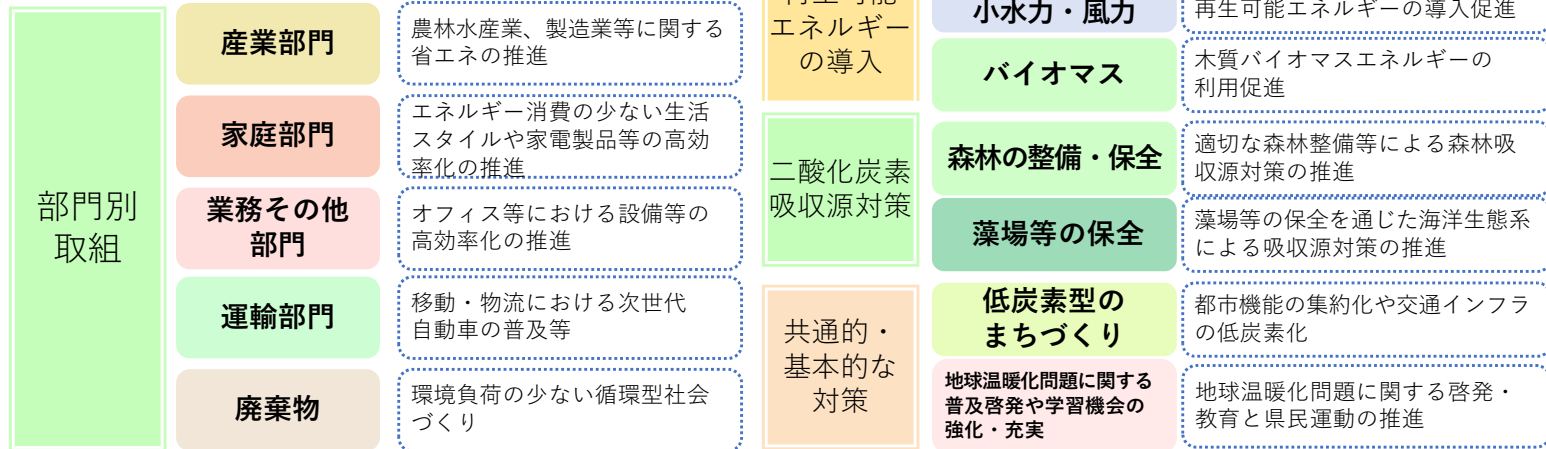 部門別
取組
産業部門
農林水産業、製造業等に関する
省エネの推進
家庭部門
エネルギー消費の少ない生活
スタイルや家電製品等の高効
率化の推進
業務その他
部門
オフィス等における設備等の
高効率化の推進
運輸部門
移動・物流における次世代
自動車の普及等
廃棄物
環境負荷の少ない循環型社会
づくり
再生可能
エネルギー
の導入
小水力・風力
再生可能エネルギーの導入促進
バイオマス
木質バイオマスエネルギーの
利用促進
二酸化炭素
吸収源対策
森林の整備・保全
適切な森林整備等による森林吸
収源対策の推進
藻場等の保全
藻場等の保全を通じた海洋生態系
による吸収源対策の推進
共通的・
基本的な
対策
低炭素型の
まちづくり
都市機能の集約化や交通インフラ
の低炭素化
地球温暖化問題に関する
普及啓発や学習機会の
強化・充実
地球温暖化問題に関する啓発・
教育と県民運動の推進